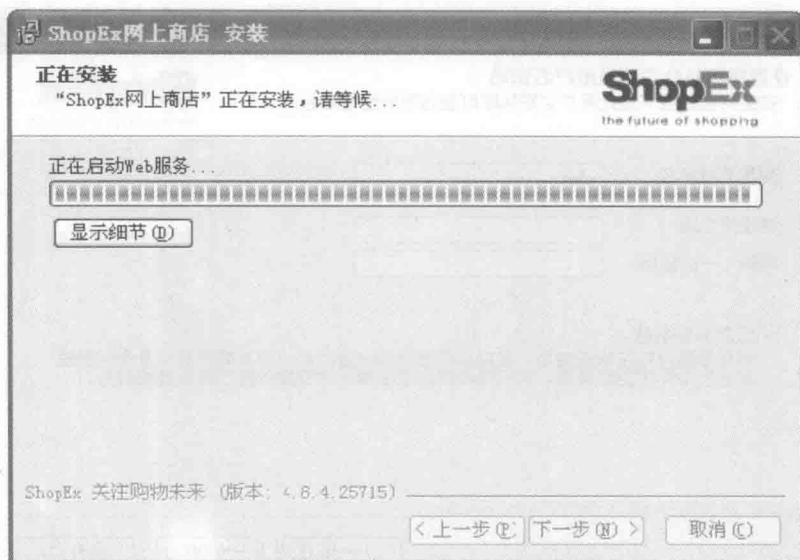 ShopEx网上商店 安装
正在安装
“ShopEx网上商店”正在安装，请等候...
ShopEx
the future of shopping
正在启动Web服务...
显示细节(D)
ShopEx 关注购物未来 (版本: 4.8.4.25715)
< 上一步(P) 下一步(N) > 取消(C)